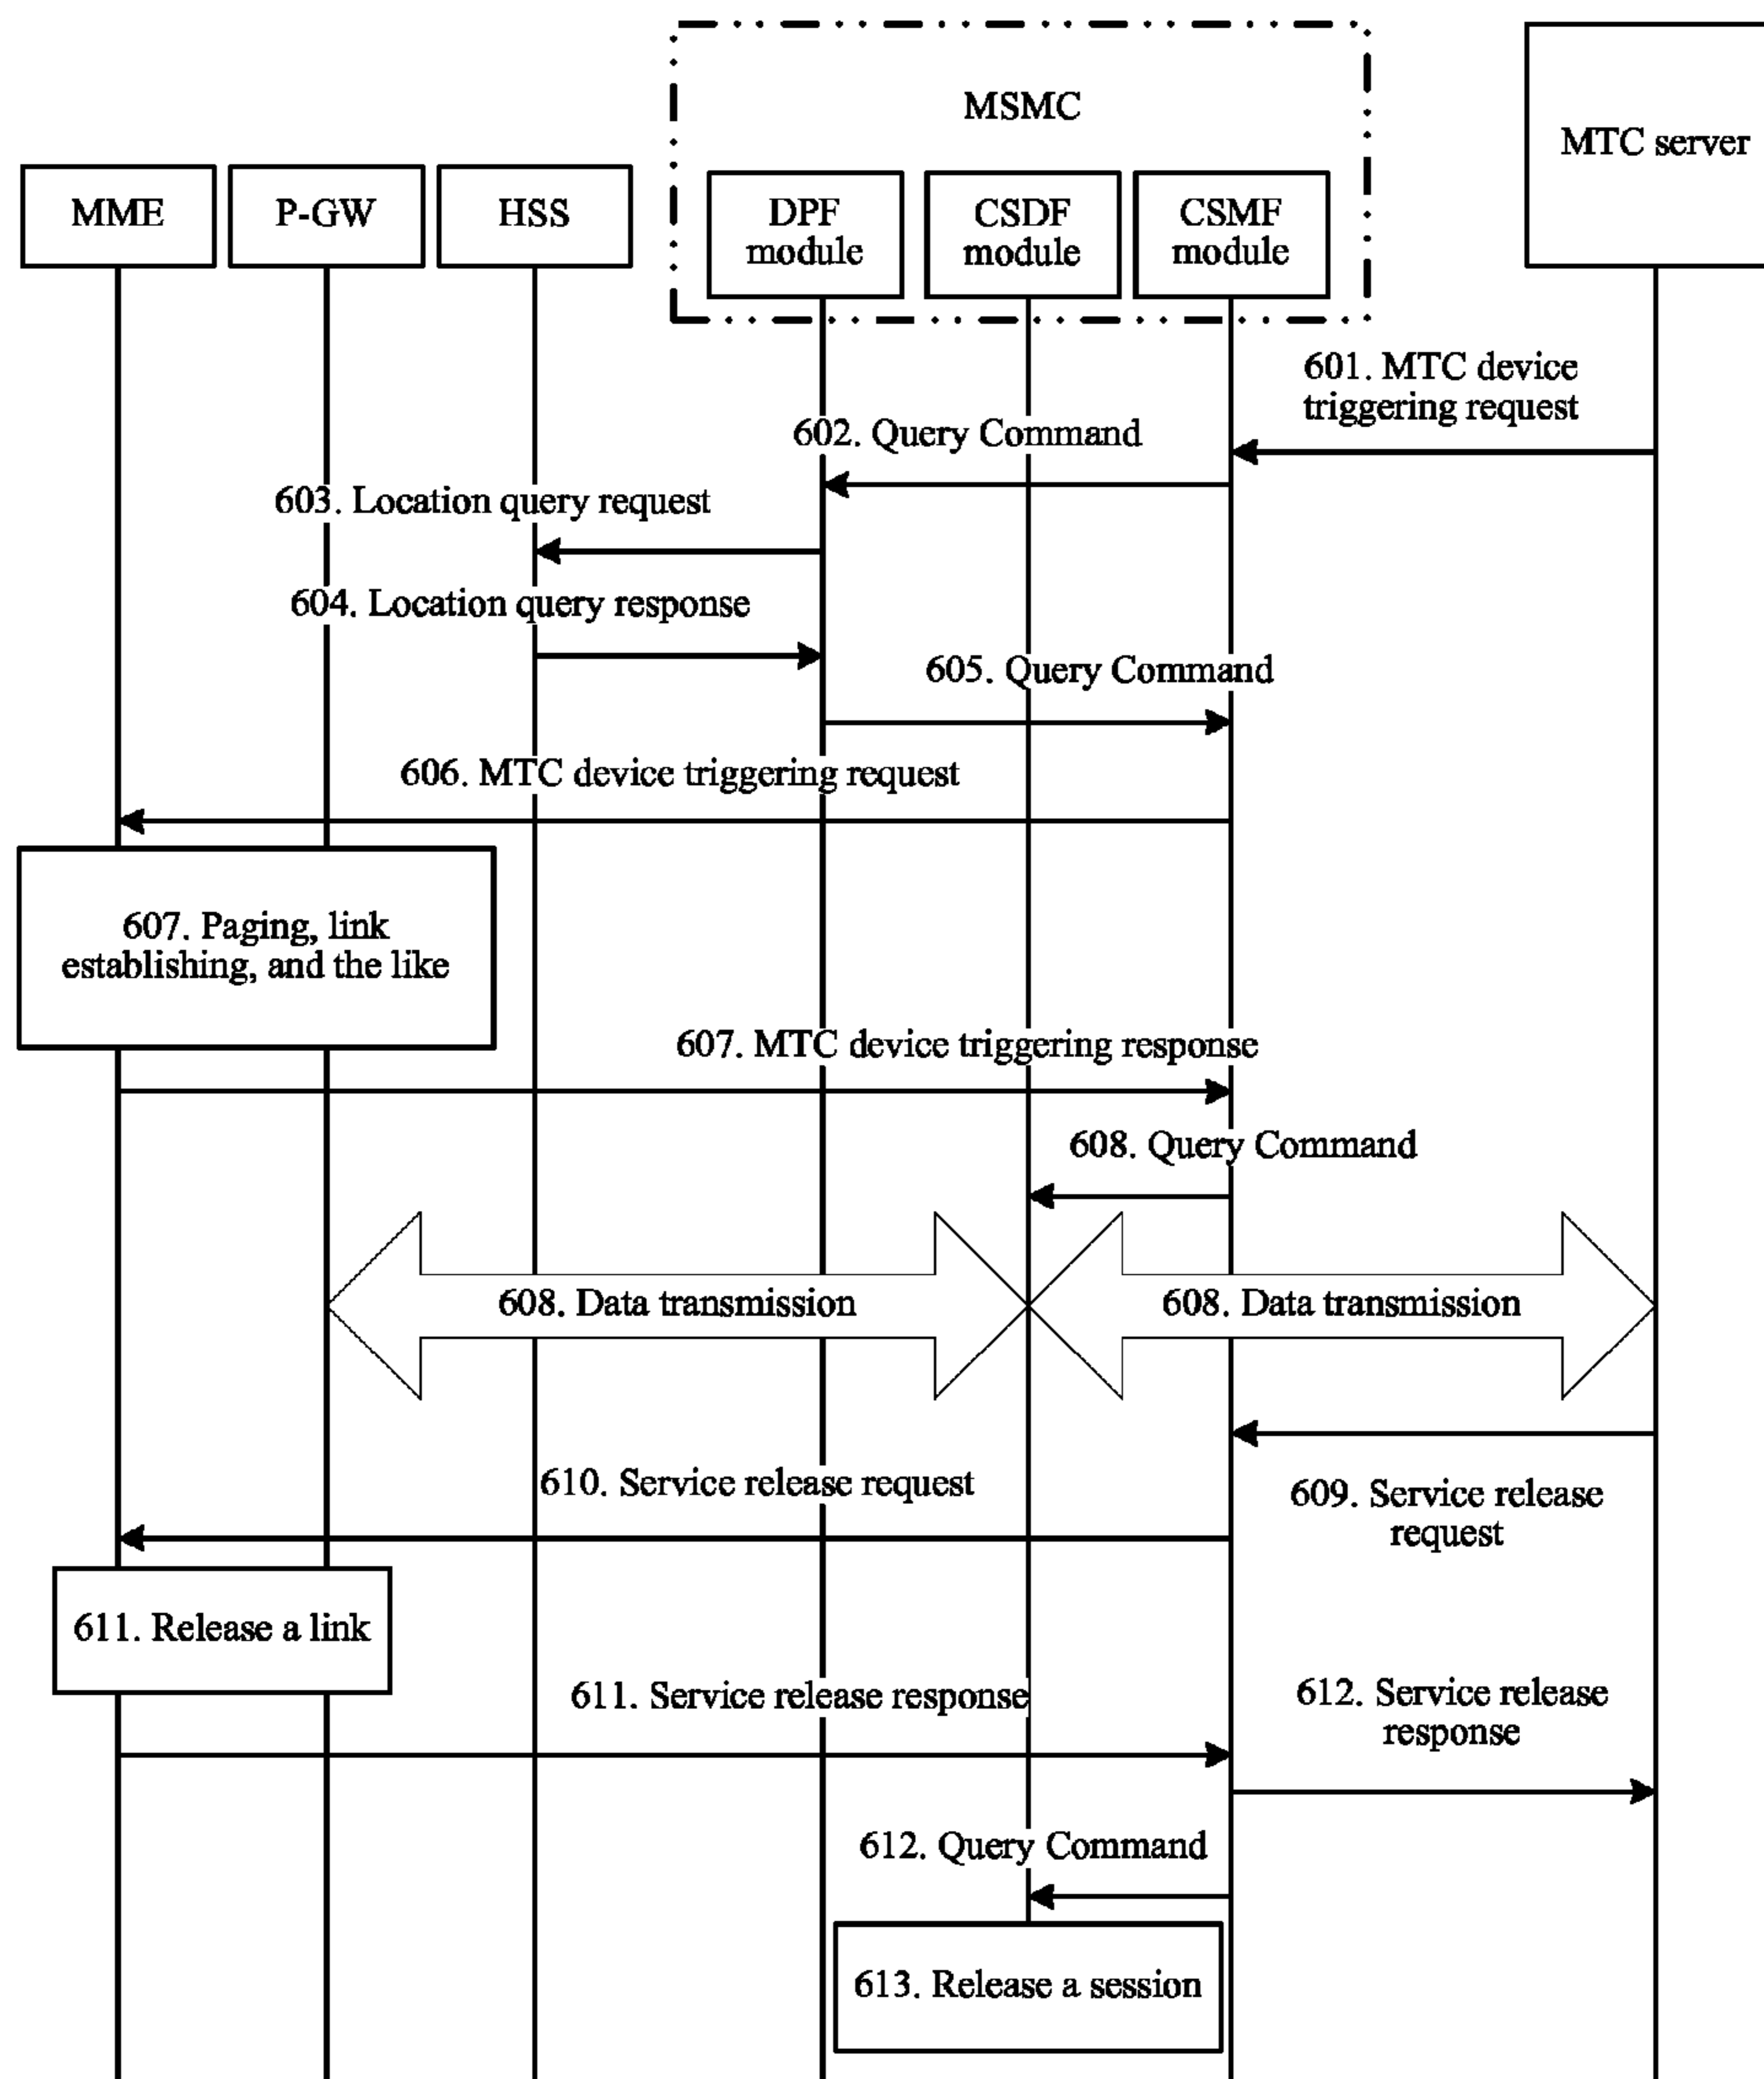 MSMC
MTC server
MME
P-GW
HSS
DPF
module
CSDF
module
CSMF
module
601. MTC device
triggering request
602. Query Command
603. Location query request
604. Location query response
605. Query Command
606. MTC device triggering request
607. Paging, link
establishing, and the like
607. MTC device triggering response
608. Query Command
608. Data transmission
608. Data transmission
609. Service release
request
610. Service release request
611. Release a link
611. Service release response
612. Service release
response
612. Query Command
613. Release a session